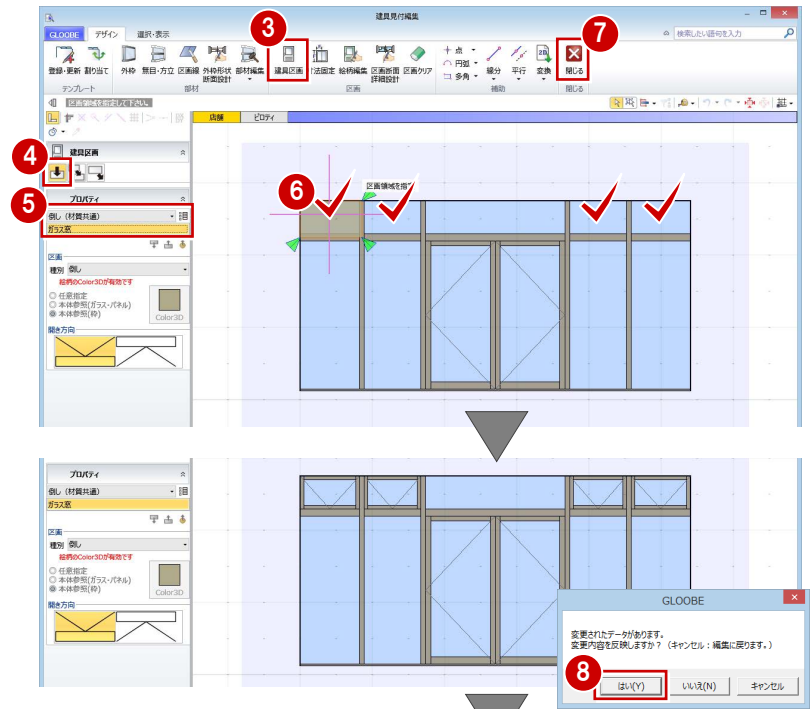 建具見付編集
GLOOBE デザイン 選択・表示
検索したい語句を入力
3
7
登録・更新 割り当て 外枠 無目・方立 区画線 外枠形状断面設計 部材編集 建具区画 寸法固定 絵柄編集 区画断面詳細設計 区画クリア
点
円弧
多角
線分 平行 変換 閉じる
テンプレート 部材 区画 補助 閉じる
区画領域を指定して下さい。
店舗 ピロティ
4
建具区画
プロパティ
5
倒し（材質共通）
ガラス窓
6
区画領域を指
区画
種別 倒し
絵柄のColor3Dが有効です
任意指定
本体参照(ガラス・パネル)
本体参照(枠)
Color3D
開き方向
プロパティ
倒し（材質共通）
ガラス窓
区画
種別 倒し
絵柄のColor3Dが有効です
任意指定
本体参照(ガラス・パネル)
本体参照(枠)
Color3D
開き方向
GLOOBE
変更されたデータがあります。
変更内容を反映しますか？（キャンセル：編集に戻ります。）
8
はい(Y) いいえ(N) キャンセル